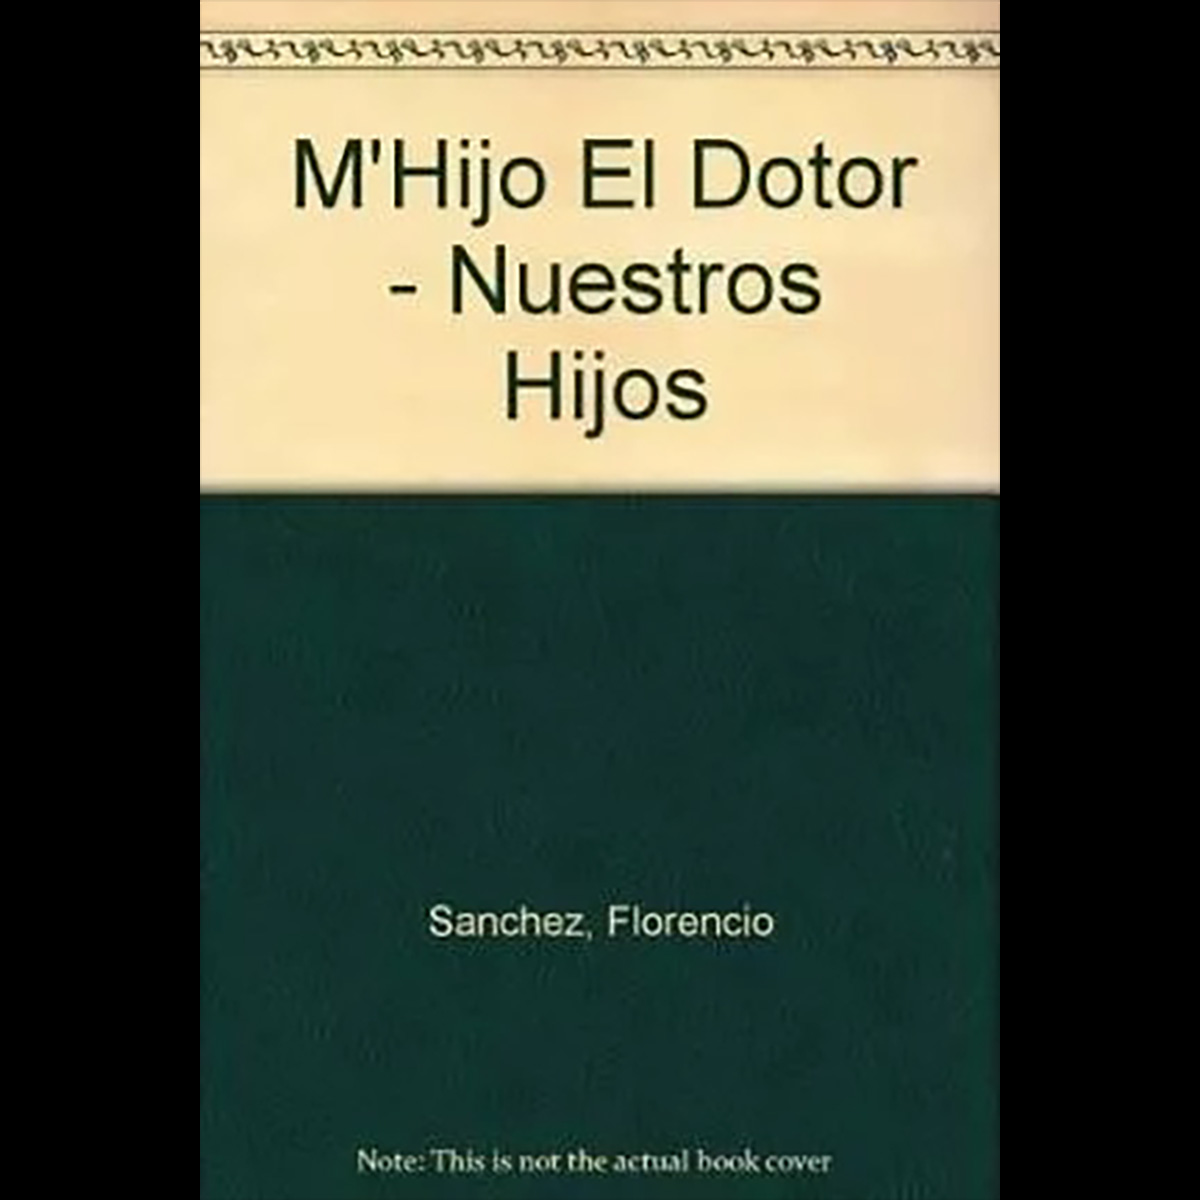 M'Hijo El Dotor
- Nuestros
Hijos
Sanchez, Florencio
Note: This is not the actual book cover